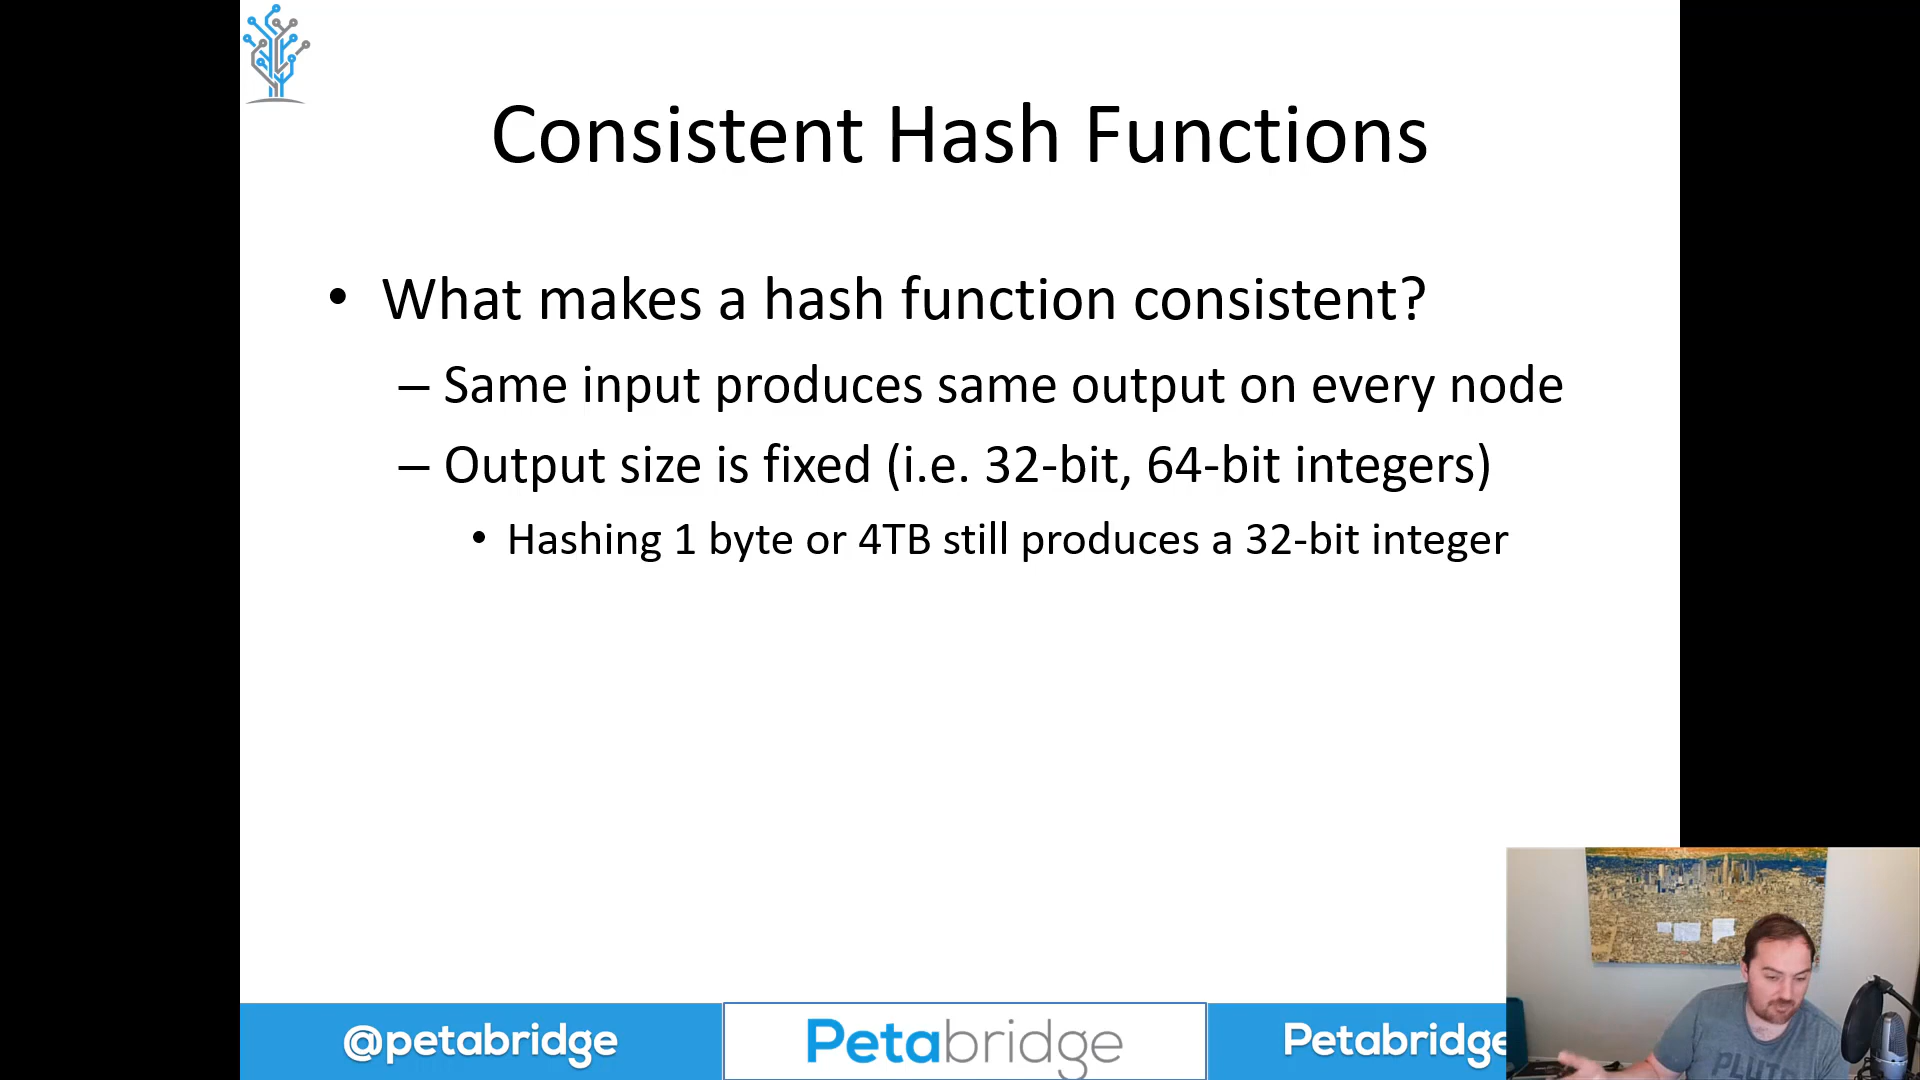 Consistent Hash Functions
• What makes a hash function consistent?
– Same input produces same output on every node
– Output size is fixed (i.e. 32-bit, 64-bit integers)
• Hashing 1 byte or 4TB still produces a 32-bit integer
@petabridge
Petabridge
Petabridge